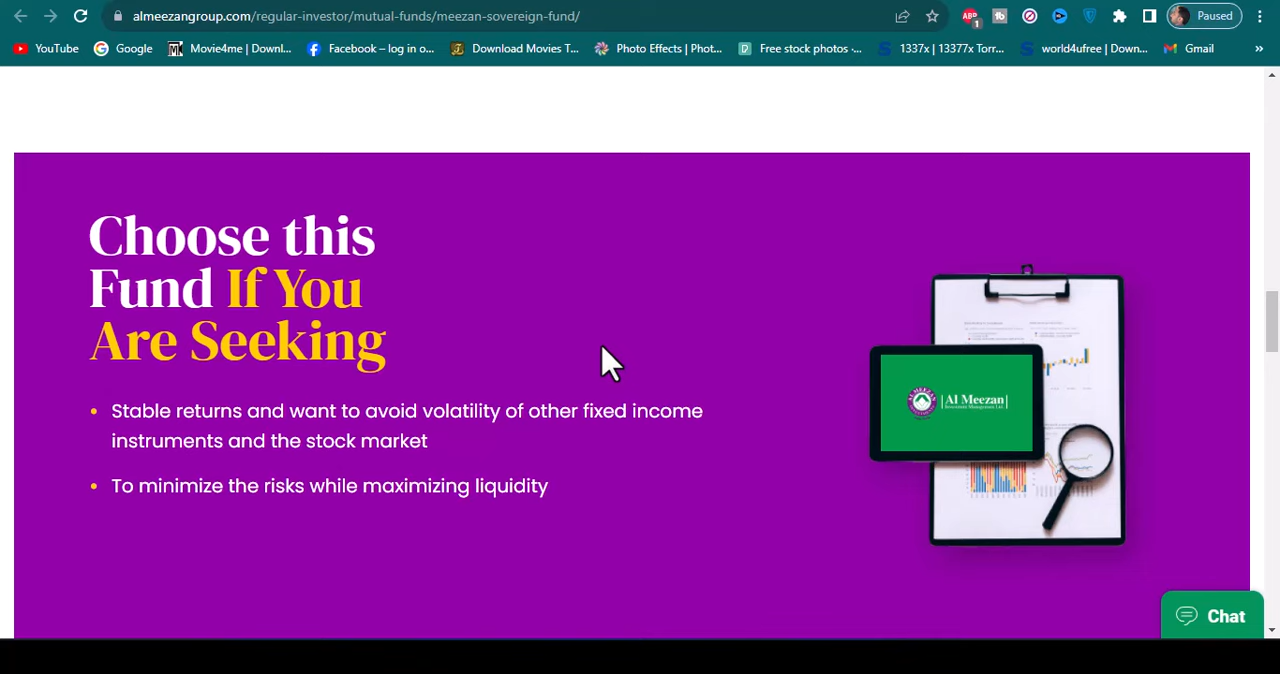 almeezangroup.com/regular-investor/mutual-funds/meezan-sovereign-fund/
ABP
1
Paused
YouTube
Google
Movie4me | Downl...
Facebook – log in o...
Download Movies T...
Photo Effects | Phot...
Free stock photos ·...
1337x | 13377x Torr...
world4ufree | Down...
Gmail
»
Choose this
Fund If You
Are Seeking
• Stable returns and want to avoid volatility of other fixed income
instruments and the stock market
• To minimize the risks while maximizing liquidity
Al Meezan
Chat